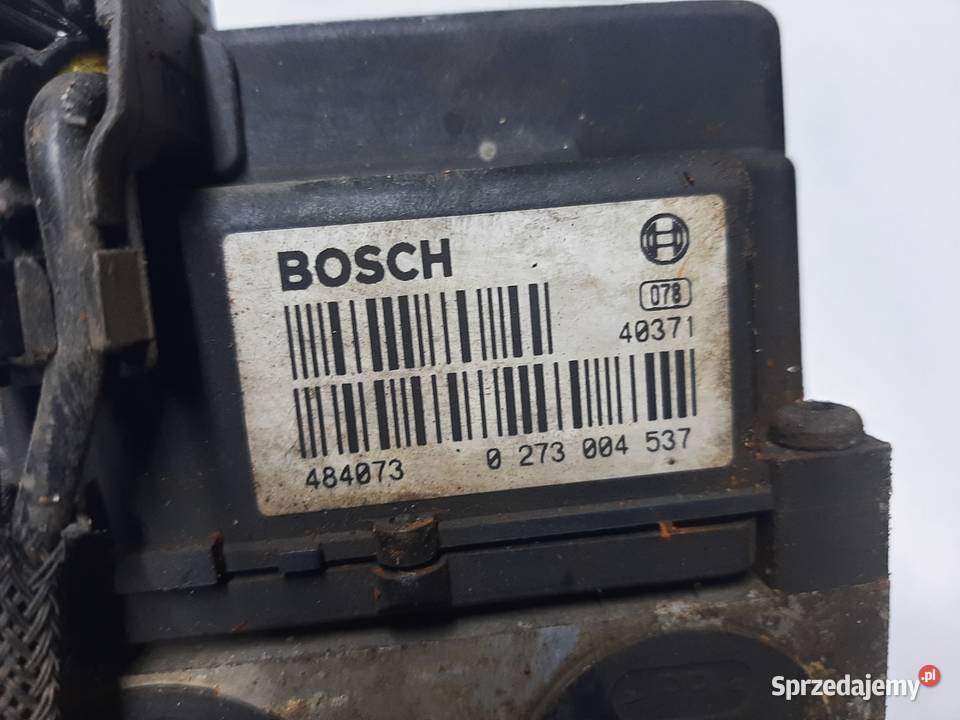 BOSCH
078
40371
484073 0 273 004 537
Sprzedajemy.pl